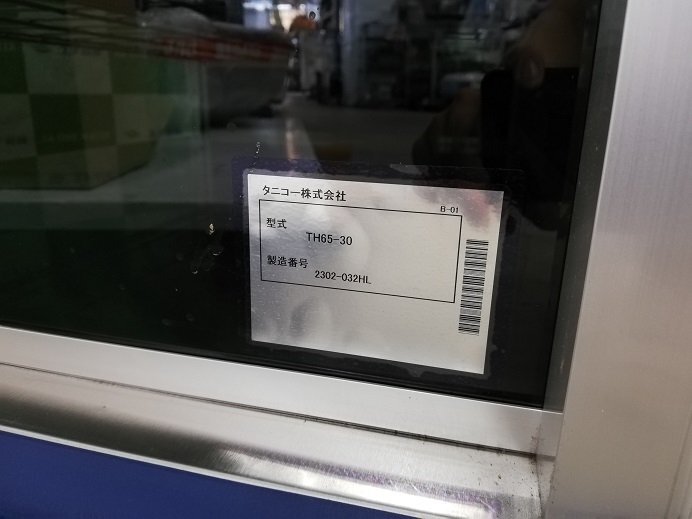 タニコー株式会社
B-01
型式
TH65-30
製造番号
2302-032HL